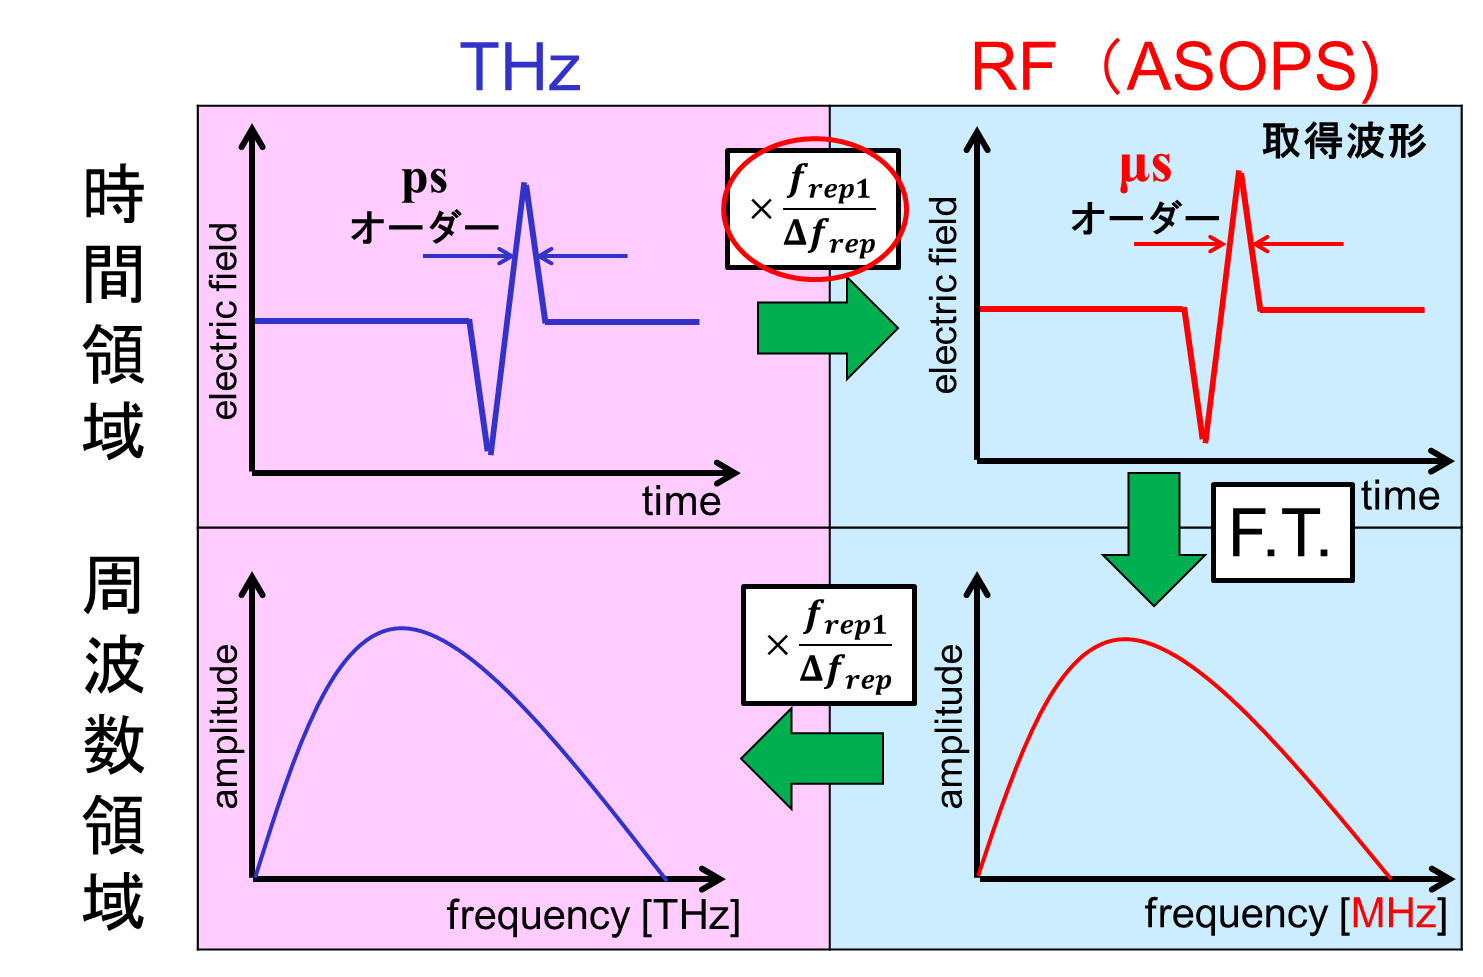 THz
RF（ASOPS)
時間領域
electric field
ps
オーダー
time
× f_rep1 / Δf_rep
electric field
μs
オーダー
取得波形
time
F.T.
周波数領域
amplitude
frequency [THz]
× f_rep1 / Δf_rep
amplitude
frequency [MHz]